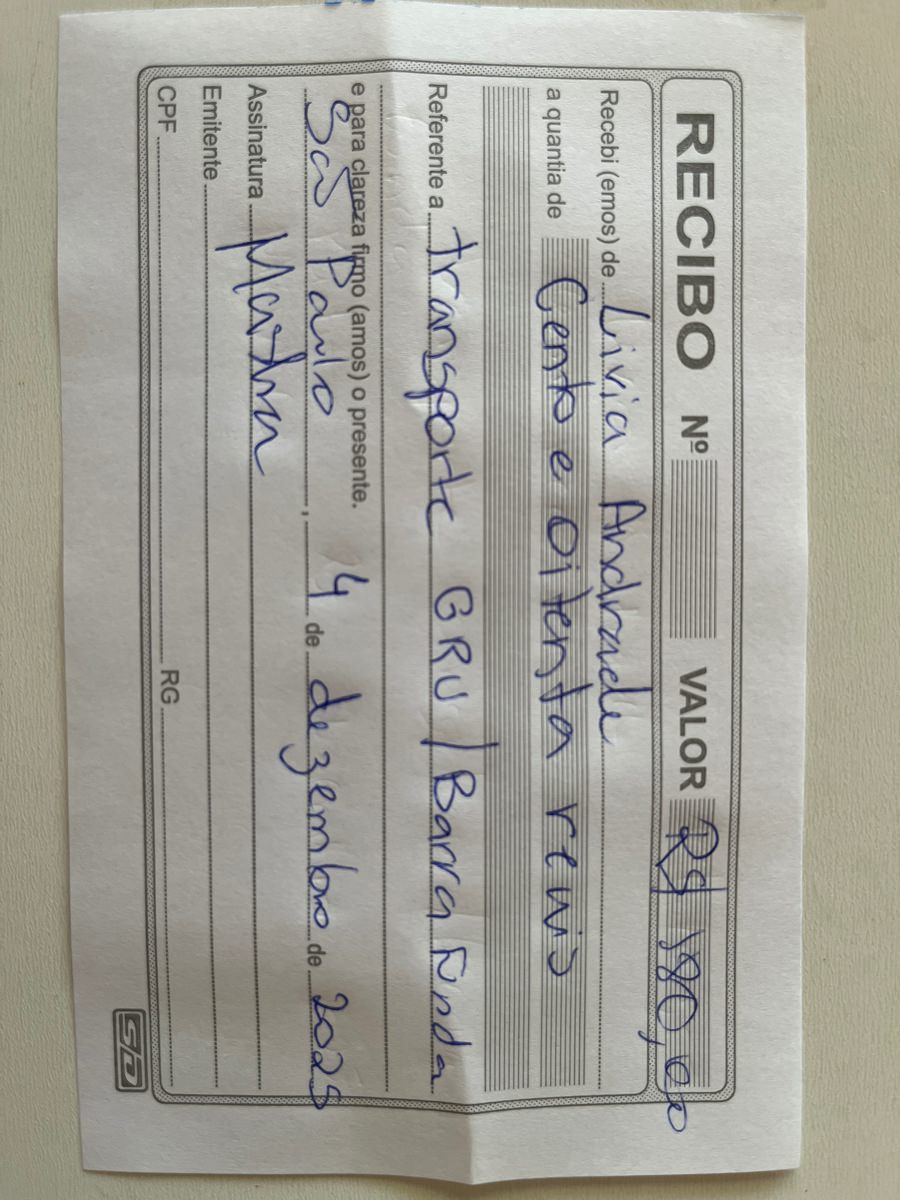 RECIBO Nº VALOR R$ 180,00
Recebi (emos) de Livia Andrade
a quantia de Cento e oitenta reais
Referente a transporte GRU / Barra Funda
e para clareza firmo (amos) o presente.
São Paulo, 4 de dezembro de 2025
Assinatura
Emitente
CPF RG
SD